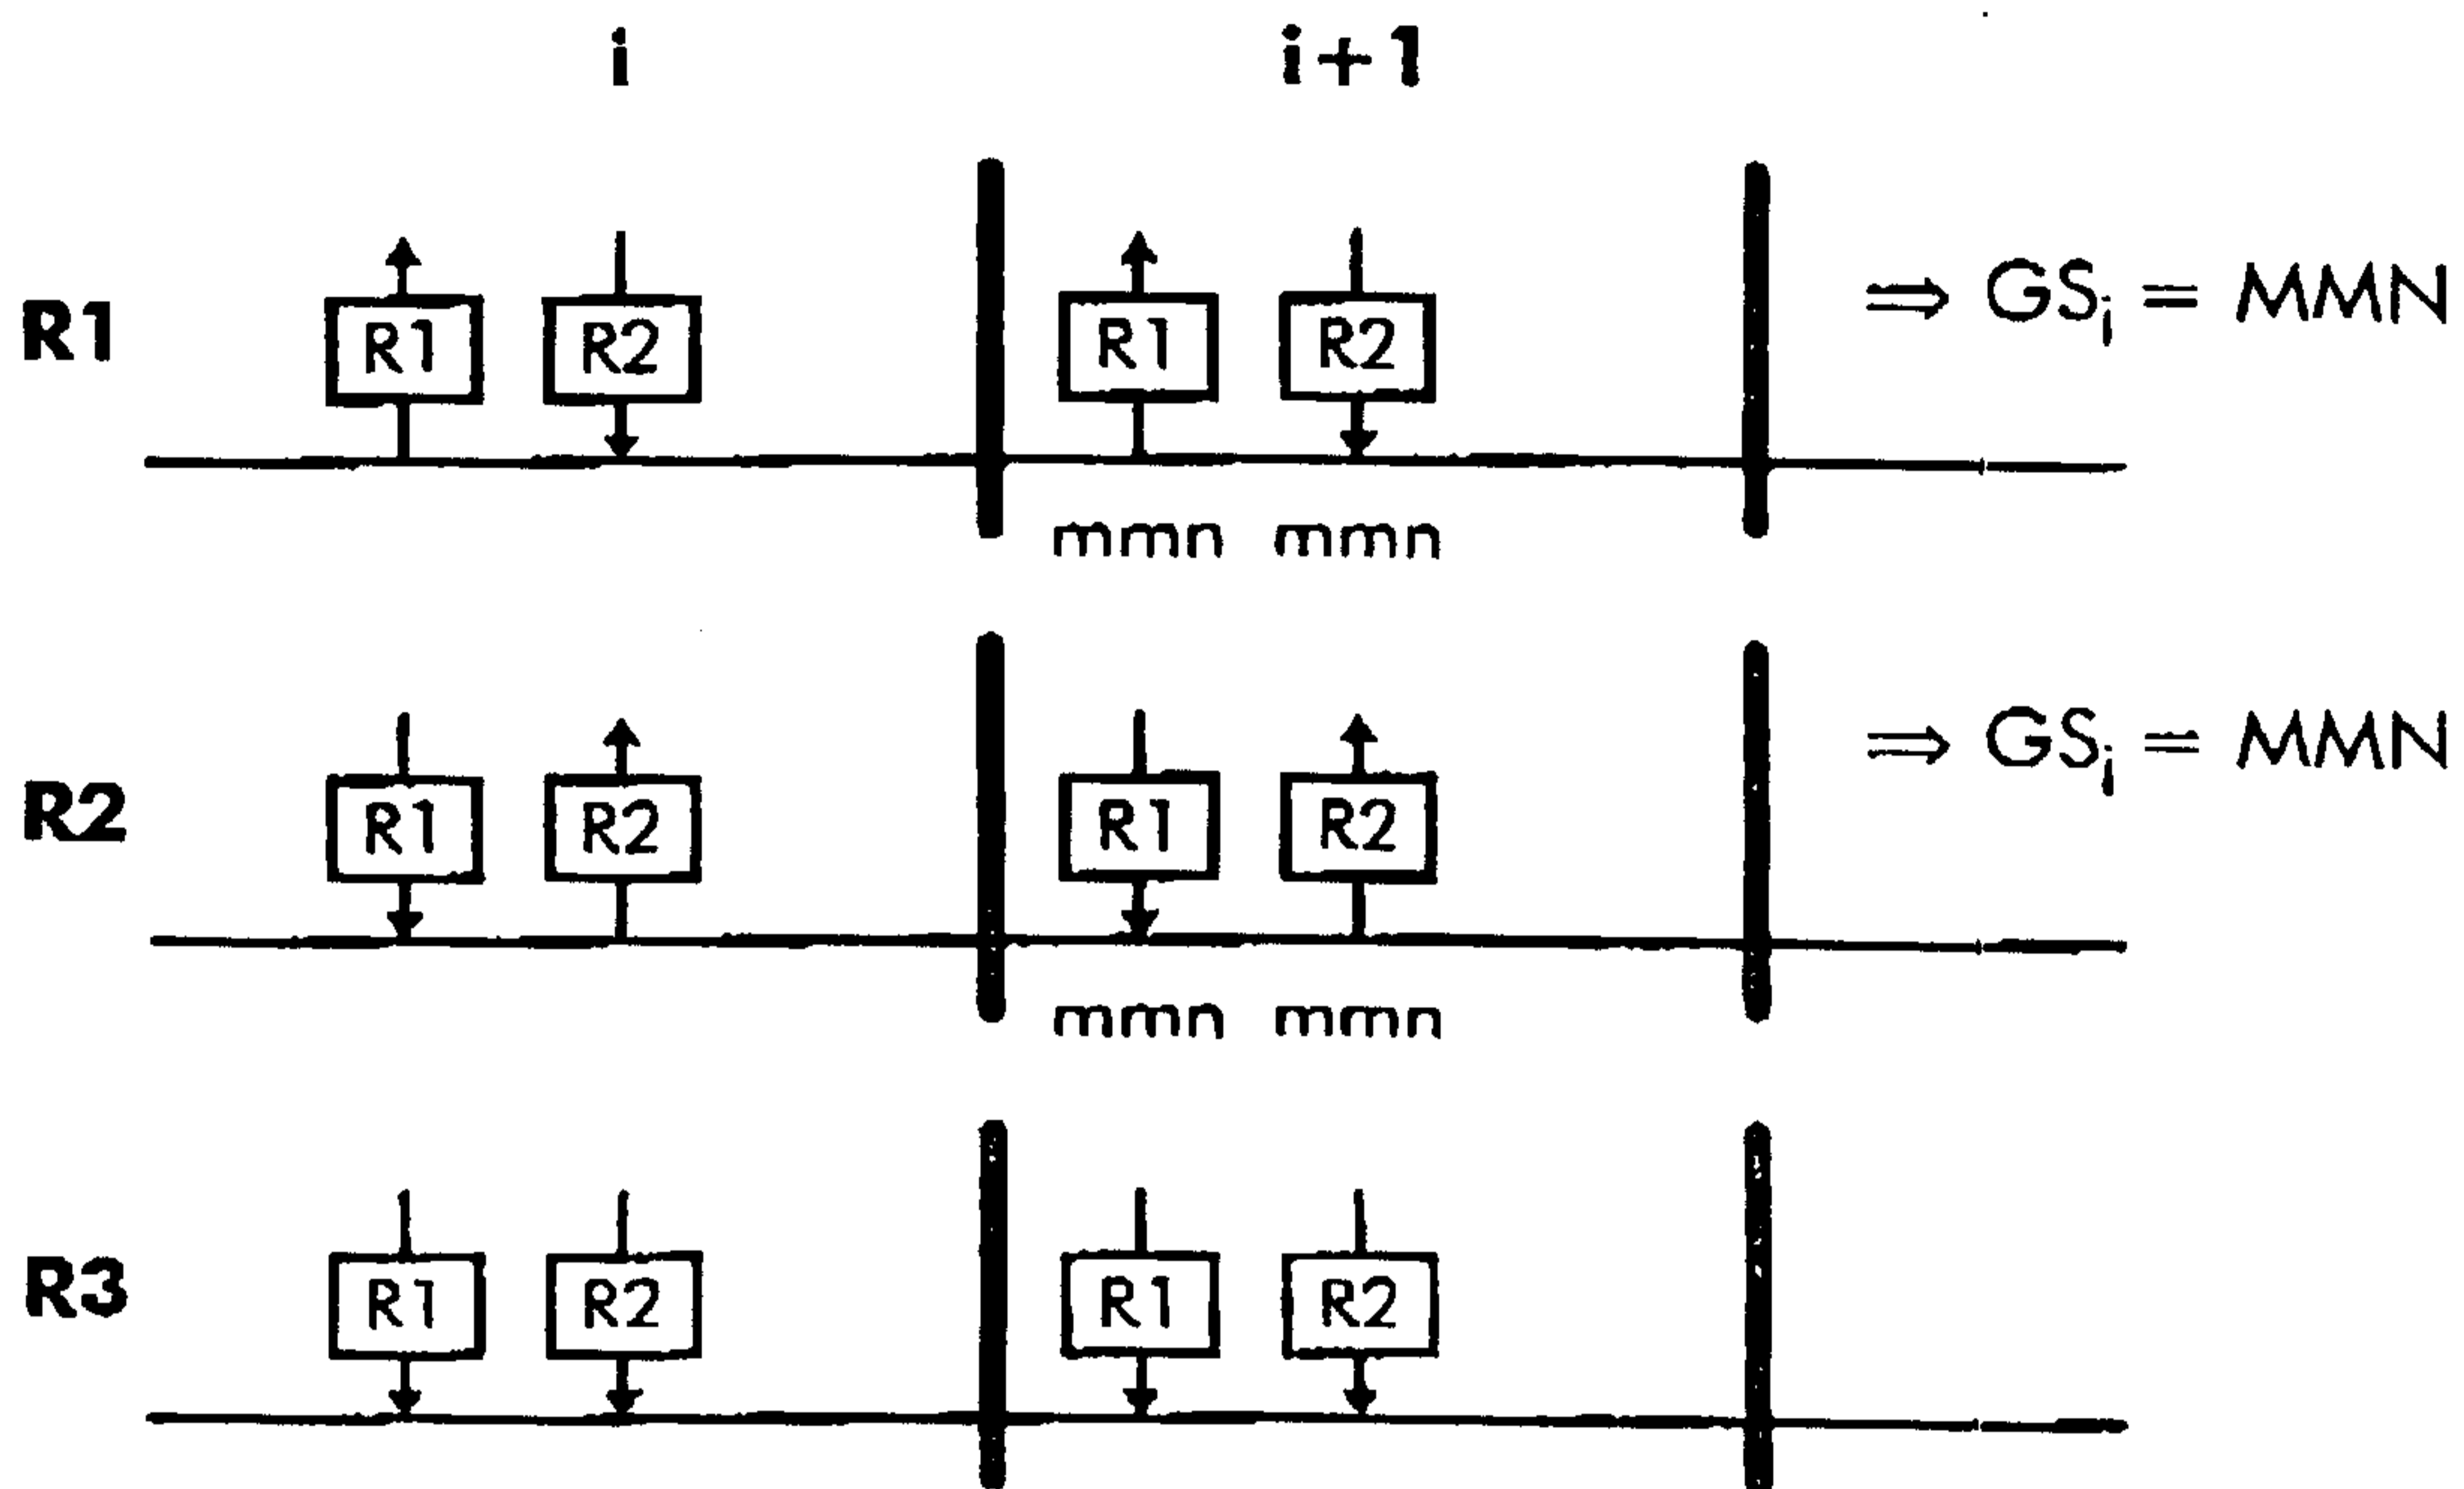 i i+1
R1 R1 R2 R1 R2 ⇒ GSᵢ = MMN
mmn mmn
R2 R1 R2 R1 R2 ⇒ GSᵢ = MMN
mmn mmn
R3 R1 R2 R1 R2